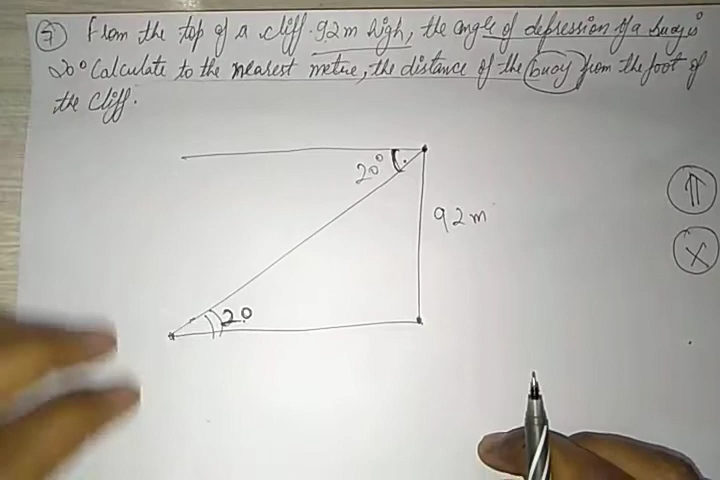 7 From the top of a cliff 92m high, the angle of depression of a buoy is
20° Calculate to the nearest metre, the distance of the buoy from the foot of
the cliff.
20°
92m
20
X